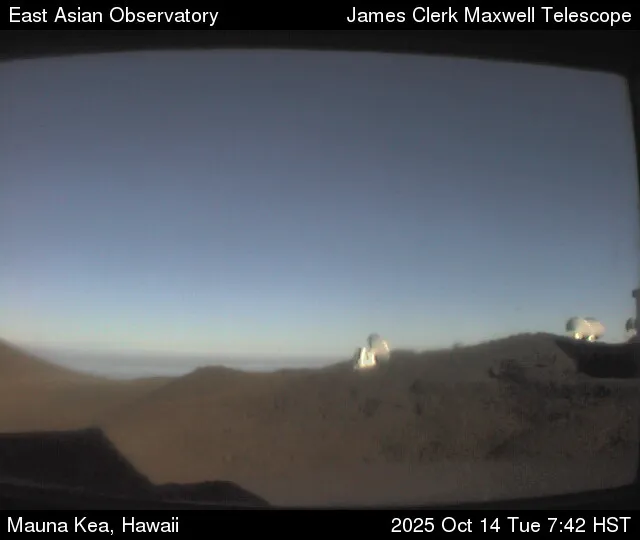 East Asian Observatory
James Clerk Maxwell Telescope
Mauna Kea, Hawaii
2025 Oct 14 Tue 7:42 HST